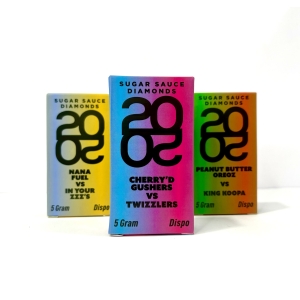 SUGAR SAUCE
DIAMONDS
2020
NANA
FUEL
VS
IN YOUR
ZZZ'S
5 Gram Dispo
SUGAR SAUCE
DIAMONDS
2020
CHERRY'D
GUSHERS
VS
TWIZZLERS
5 Gram Dispo
SUGAR SAUCE
DIAMONDS
2020
PEANUT BUTTER
OREOZ
VS
KING KOOPA
5 Gram Dispo